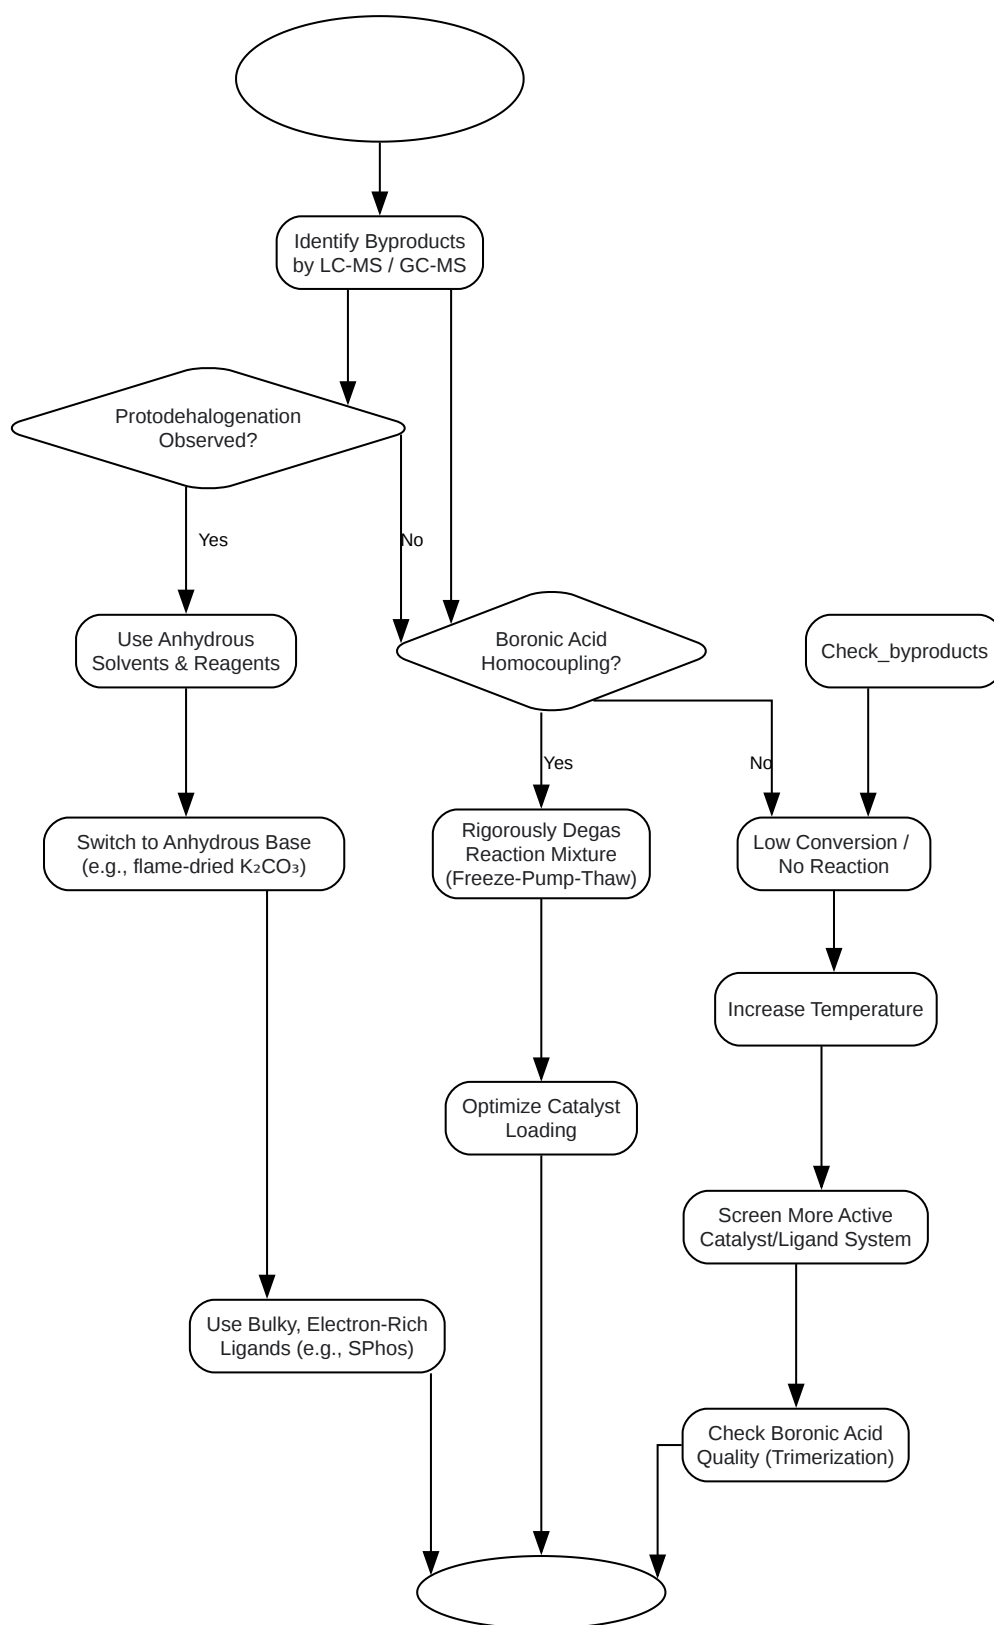 Identify Byproducts
by LC-MS / GC-MS
Protodehalogenation
Observed?
Yes
No
Use Anhydrous
Solvents & Reagents
Boronic Acid
Homocoupling?
Check_byproducts
Yes
No
Switch to Anhydrous Base
(e.g., flame-dried K₂CO₃)
Rigorously Degas
Reaction Mixture
(Freeze-Pump-Thaw)
Low Conversion /
No Reaction
Increase Temperature
Optimize Catalyst
Loading
Screen More Active
Catalyst/Ligand System
Use Bulky, Electron-Rich
Ligands (e.g., SPhos)
Check Boronic Acid
Quality (Trimerization)